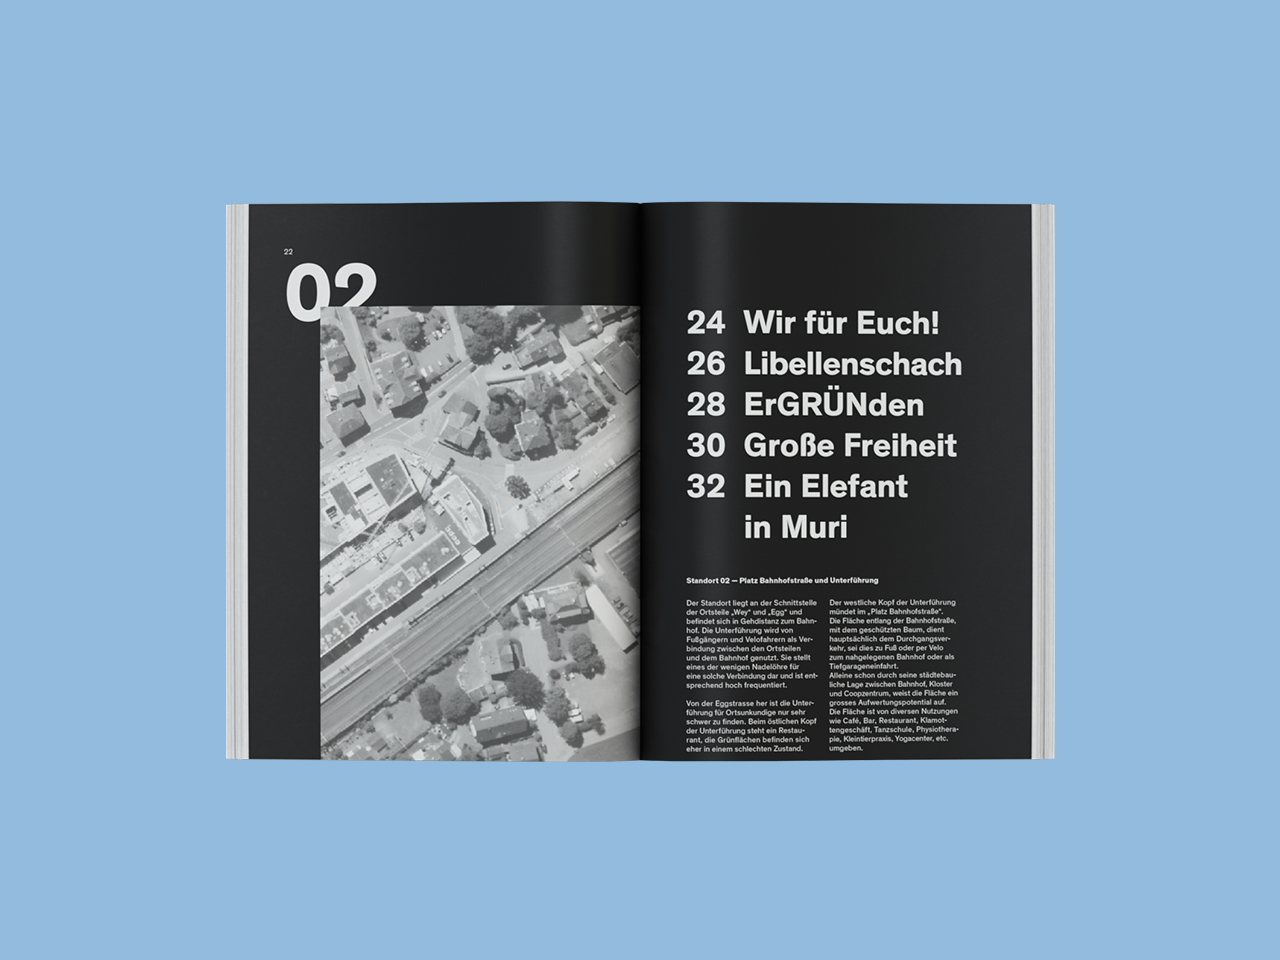 22
02
24 Wir für Euch!
26 Libellenschach
28 ErGRÜNden
30 Große Freiheit
32 Ein Elefant
in Muri
Standort 02 — Platz Bahnhofstraße und Unterführung
Der Standort liegt an der Schnittstelle
der Ortsteile „Wey“ und „Egg“ und
befindet sich in Gehdistanz zum Bahn-
hof. Die Unterführung wird von
Fußgängern und Velofahrern als Ver-
bindung zwischen den Ortsteilen
und dem Bahnhof genutzt. Sie stellt
eines der wenigen Nadelöhre für
eine solche Verbindung dar und ist ent-
sprechend hoch frequentiert.
Von der Eggstrasse her ist die Unter-
führung für Ortsunkundige nur sehr
schwer zu finden. Beim östlichen Kopf
der Unterführung steht ein Restau-
rant, die Grünflächen befinden sich
eher in einem schlechten Zustand.
Der westliche Kopf der Unterführung
mündet im „Platz Bahnhofstraße“.
Die Fläche entlang der Bahnhofstraße,
mit dem geschützten Baum, dient
hauptsächlich dem Durchgangsver-
kehr, sei dies zu Fuß oder per Velo
zum nahgelegenen Bahnhof oder als
Tiefgarageneinfahrt.
Alleine schon durch seine städtebau-
liche Lage zwischen Bahnhof, Kloster
und Coopzentrum, weist die Fläche ein
grosses Aufwertungspotential auf.
Die Fläche ist von diversen Nutzungen
wie Café, Bar, Restaurant, Klamot-
tengeschäft, Tanzschule, Physiothera-
pie, Kleintierpraxis, Yogacenter, etc.
umgeben.